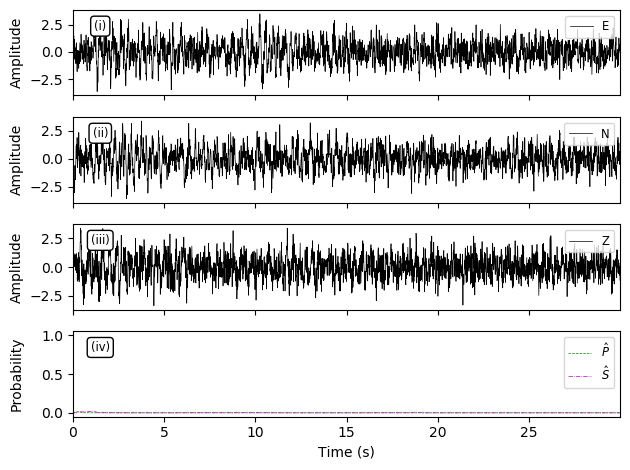 Amplitude
2.5
0.0
−2.5
(i)
E
Amplitude
2.5
0.0
−2.5
(ii)
N
Amplitude
2.5
0.0
−2.5
(iii)
Z
Probability
1.0
0.5
0.0
(iv)
P̂
Ŝ
0 5 10 15 20 25
Time (s)